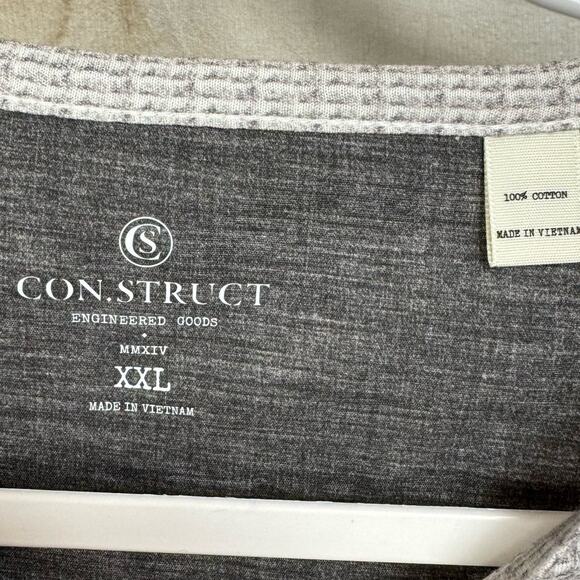 100% COTTON
MADE IN VIETNAM
CS
CON.STRUCT
ENGINEERED GOODS
MMXIV
XXL
MADE IN VIETNAM